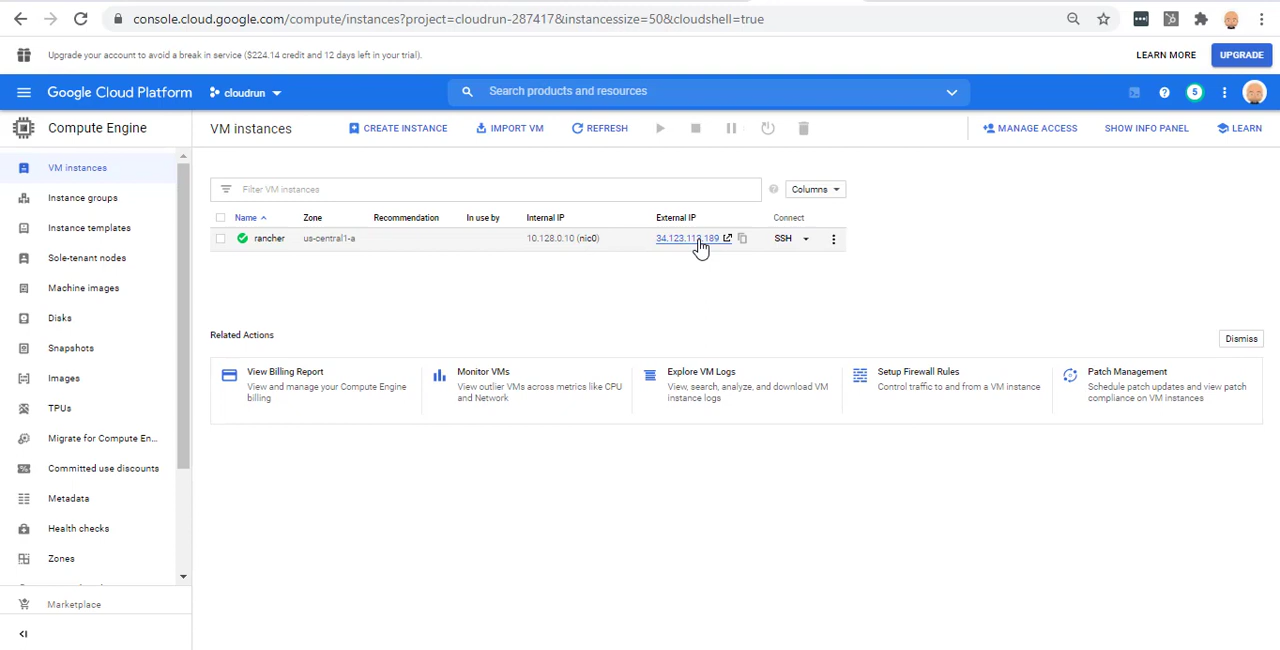 console.cloud.google.com/compute/instances?project=cloudrun-287417&instancessize=50&cloudshell=true
Upgrade your account to avoid a break in service ($224.14 credit and 12 days left in your trial).
LEARN MORE
UPGRADE
Google Cloud Platform
cloudrun
Search products and resources
5
Compute Engine
VM instances
CREATE INSTANCE
IMPORT VM
REFRESH
MANAGE ACCESS
SHOW INFO PANEL
LEARN
VM instances
Instance groups
Instance templates
Sole-tenant nodes
Machine images
Disks
Snapshots
Images
TPUs
Migrate for Compute En...
Committed use discounts
Metadata
Health checks
Zones
Marketplace
Filter VM instances
Columns
Name Zone Recommendation In use by Internal IP External IP Connect
rancher us-central1-a 10.128.0.10 (nic0) 34.123.113.189 SSH
Related Actions
Dismiss
View Billing Report
View and manage your Compute Engine
billing
Monitor VMs
View outlier VMs across metrics like CPU
and Network
Explore VM Logs
View, search, analyze, and download VM
instance logs
Setup Firewall Rules
Control traffic to and from a VM instance
Patch Management
Schedule patch updates and view patch
compliance on VM instances